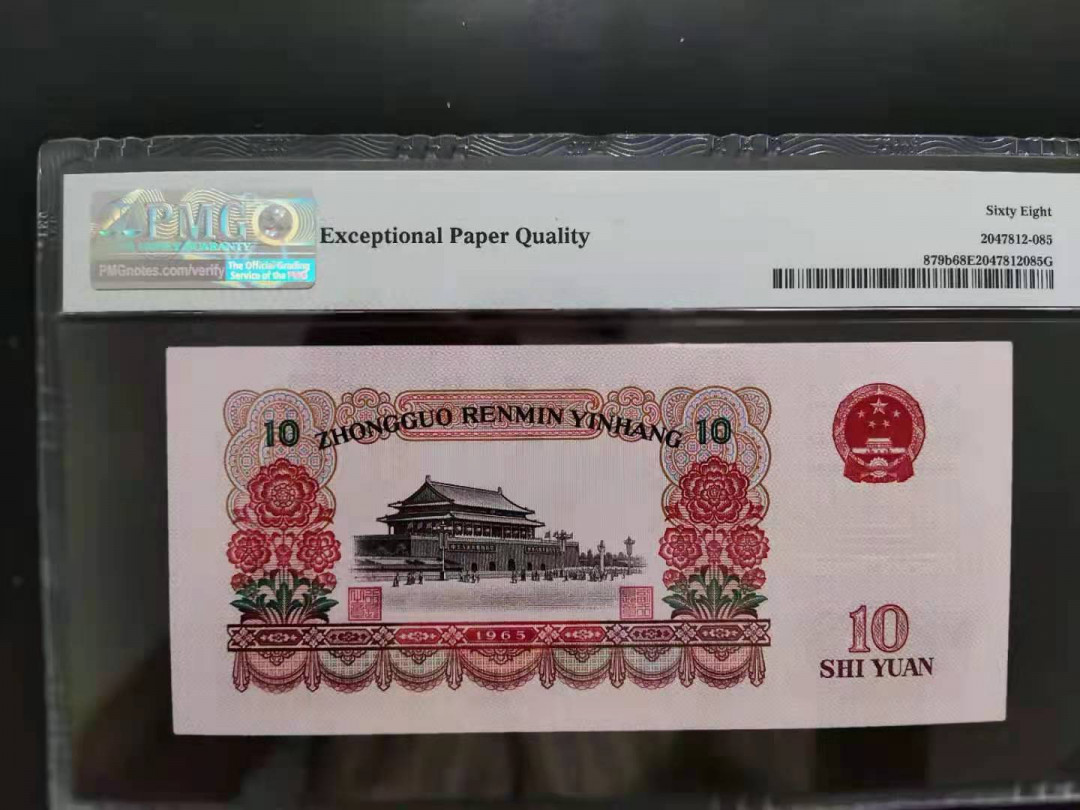 PMG
PMGnotes.com/verify
The Official Grading
Service of the PNG
Exceptional Paper Quality
Sixty Eight
2047812-085
879b68E2047812085G
10 ZHONGGUO RENMIN YINHANG 10
1965
10
SHI YUAN